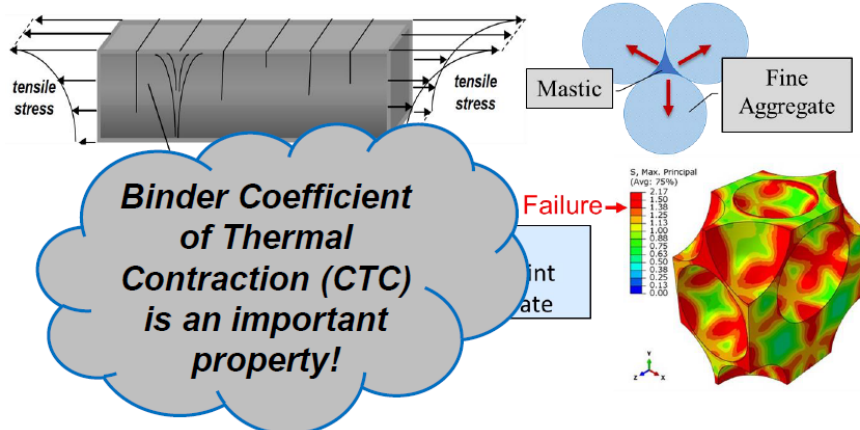 tensile
stress
tensile
stress
Mastic
Fine
Aggregate
Binder Coefficient
of Thermal
Contraction (CTC)
is an important
property!
Failure
S, Max. Principal
(Avg: 75%)
2.17
1.50
1.38
1.25
1.13
1.00
0.88
0.75
0.63
0.50
0.38
0.25
0.13
0.00
Y
Z X